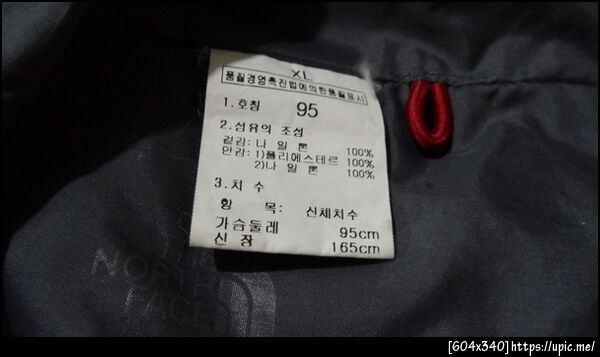 XL
품질경영촉진법에의한품질표시
1.호칭 95
2.섬유의 조성
겉감: 나 일 론 100%
안감: 1)폴리에스테르 100%
2)나 일 론 100%
3.치 수
항 목: 신체치수
가슴둘레 95cm
신 장 165cm
THE
NORTH
FACE
[604x340]https://upic.me/